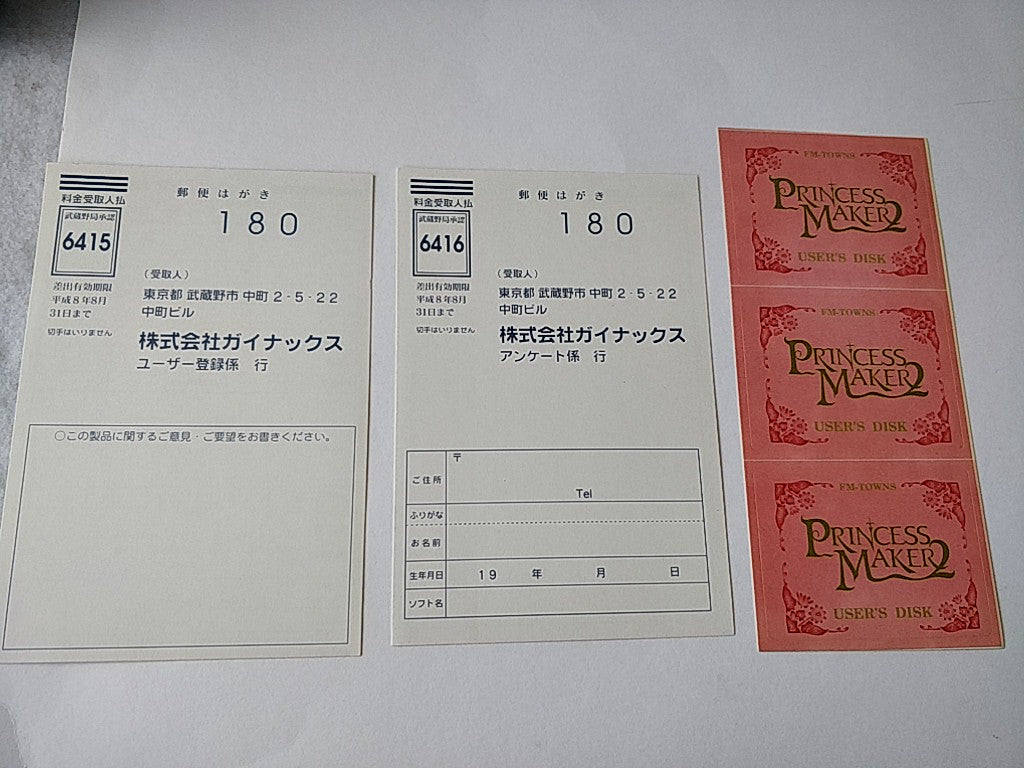 郵便はがき
料金受取人払
武蔵野局承認
6415
180
差出有効期限
平成8年8月
31日まで
切手はいりません
(受取人)
東京都 武蔵野市 中町 2-5-22
中町ビル
株式会社ガイナックス
ユーザー登録係 行
○この製品に関するご意見・ご要望をお書きください。
郵便はがき
料金受取人払
武蔵野局承認
6416
180
差出有効期限
平成8年8月
31日まで
切手はいりません
(受取人)
東京都 武蔵野市 中町 2-5-22
中町ビル
株式会社ガイナックス
アンケート係 行
ご住所
〒
Tel
ふりがな
お名前
生年月日 19 年 月 日
ソフト名
FM-TOWNS
PRINCESS
MAKER2
USER'S DISK
FM-TOWNS
PRINCESS
MAKER2
USER'S DISK
FM-TOWNS
PRINCESS
MAKER2
USER'S DISK